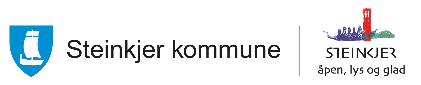 Steinkjer kommune
STEINKJER
åpen, lys og glad